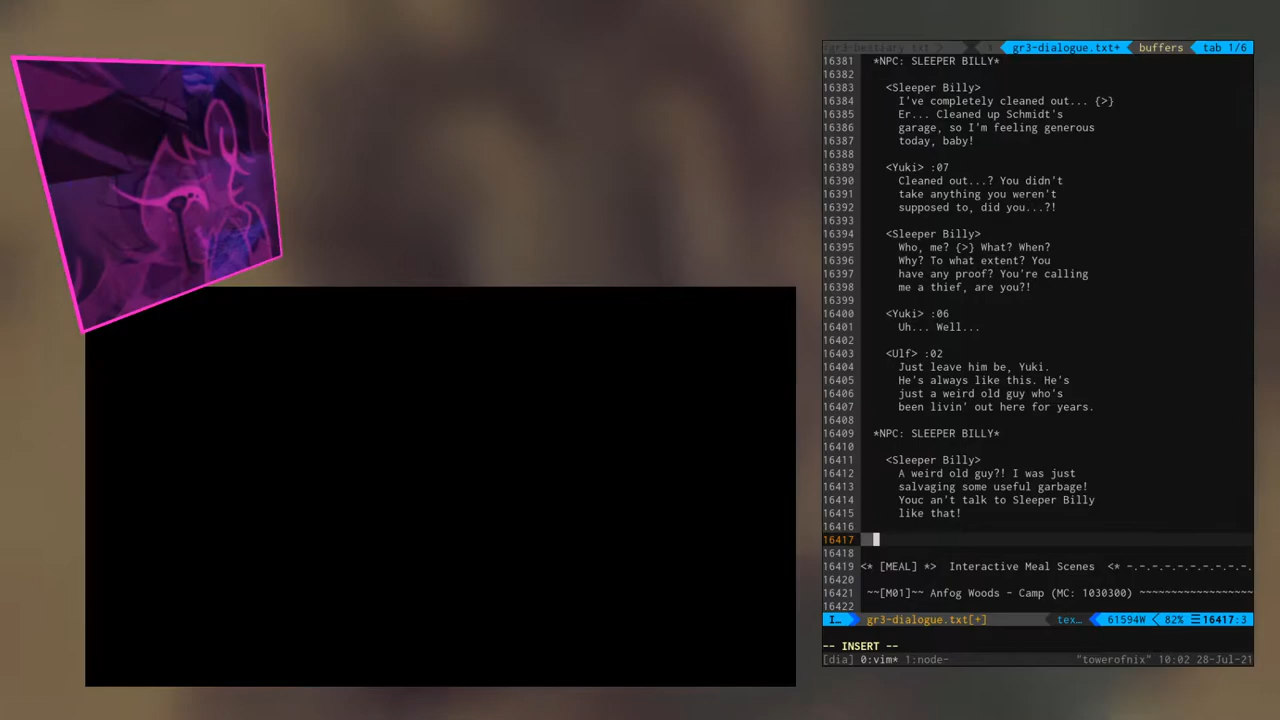 gr3-bestiary.txt > gr3-dialogue.txt+ buffers tab 1/6
16381 *NPC: SLEEPER BILLY*
16382
16383 <Sleeper Billy>
16384 I've completely cleaned out... {>}
16385 Er... Cleaned up Schmidt's
16386 garage, so I'm feeling generous
16387 today, baby!
16388
16389 <Yuki> :07
16390 Cleaned out...? You didn't
16391 take anything you weren't
16392 supposed to, did you...?!
16393
16394 <Sleeper Billy>
16395 Who, me? {>} What? When?
16396 Why? To what extent? You
16397 have any proof? You're calling
16398 me a thief, are you?!
16399
16400 <Yuki> :06
16401 Uh... Well...
16402
16403 <Ulf> :02
16404 Just leave him be, Yuki.
16405 He's always like this. He's
16406 just a weird old guy who's
16407 been livin' out here for years.
16408
16409 *NPC: SLEEPER BILLY*
16410
16411 <Sleeper Billy>
16412 A weird old guy?! I was just
16413 salvaging some useful garbage!
16414 Youc an't talk to Sleeper Billy
16415 like that!
16416
16417
16418
16419 <* [MEAL] *> Interactive Meal Scenes <* -.-.-.-.-.-.-.-.-.-.
16420
16421 ~~[M01]~~ Anfog Woods - Camp (MC: 1030300) ~~~~~~~~~~~~~~~~~~
16422
I… gr3-dialogue.txt[+] tex… 61594W 82% ☰ 16417:3
-- INSERT --
[dia] 0:vim* 1:node- "towerofnix" 10:02 28-Jul-21